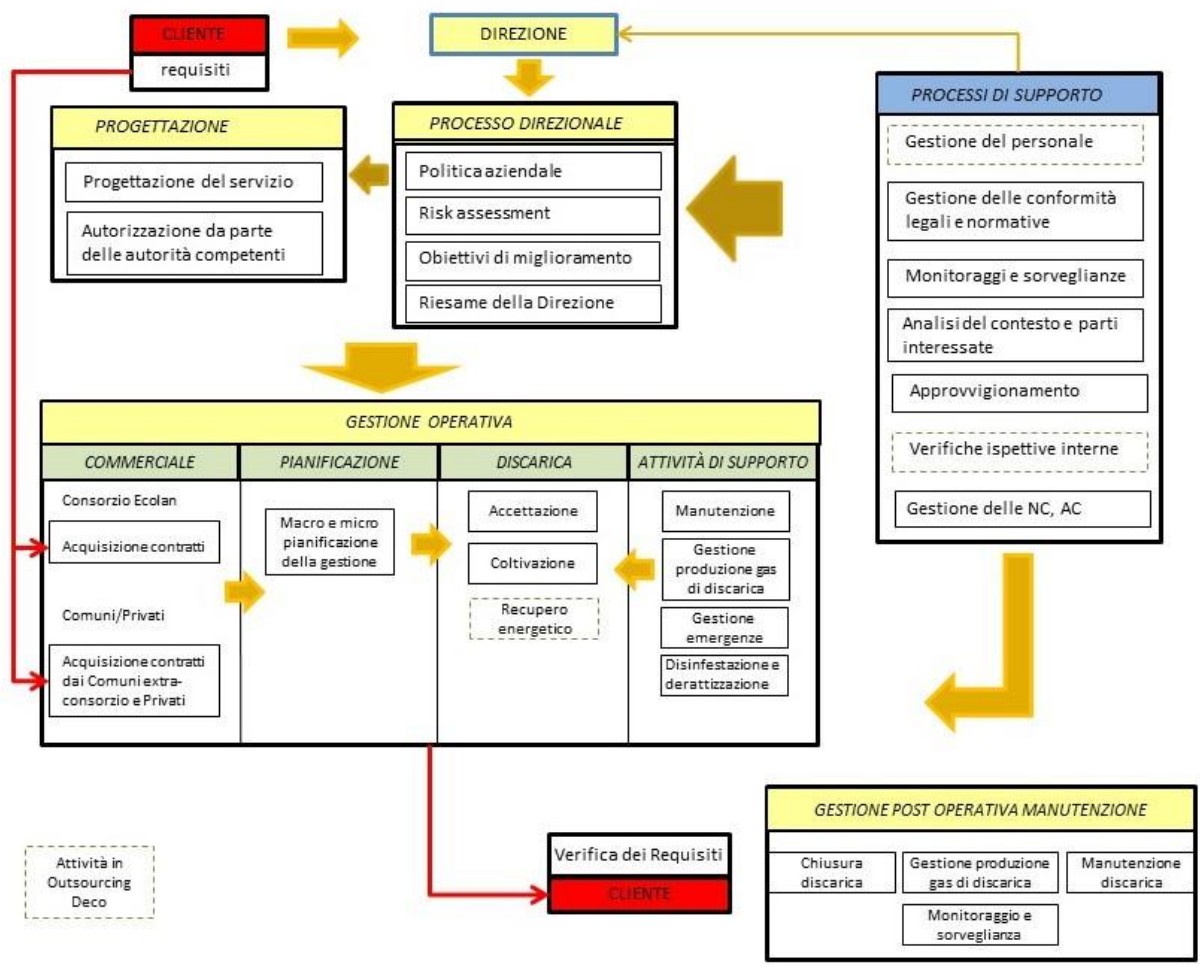 CLIENTE
requisiti
DIREZIONE
PROGETTAZIONE
Progettazione del servizio
Autorizzazione da parte
delle autorità competenti
PROCESSO DIREZIONALE
Politica aziendale
Risk assessment
Obiettivi di miglioramento
Riesame della Direzione
PROCESSI DI SUPPORTO
Gestione del personale
Gestione delle conformità
legali e normative
Monitoraggi e sorveglianze
Analisi del contesto e parti
interessate
Approvvigionamento
Verifiche ispettive interne
Gestione delle NC, AC
GESTIONE OPERATIVA
COMMERCIALE
Consorzio Ecolan
Acquisizione contratti
Comuni/Privati
Acquisizione contratti
dai Comuni extra-
consorzio e Privati
PIANIFICAZIONE
Macro e micro
pianificazione
della gestione
DISCARICA
Accettazione
Coltivazione
Recupero
energetico
ATTIVITÀ DI SUPPORTO
Manutenzione
Gestione
produzione gas
di discarica
Gestione
emergenze
Disinfestazione e
derattizzazione
Attività in
Outsourcing
Deco
Verifica dei Requisiti
CLIENTE
GESTIONE POST OPERATIVA MANUTENZIONE
Chiusura
discarica
Gestione produzione
gas di discarica
Manutenzione
discarica
Monitoraggio e
sorveglianza